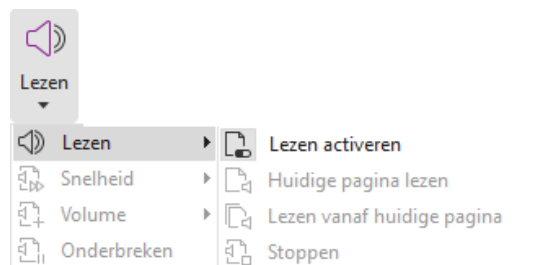 Lezen
Lezen
Lezen activeren
Snelheid
Huidige pagina lezen
Volume
Lezen vanaf huidige pagina
Onderbreken
Stoppen